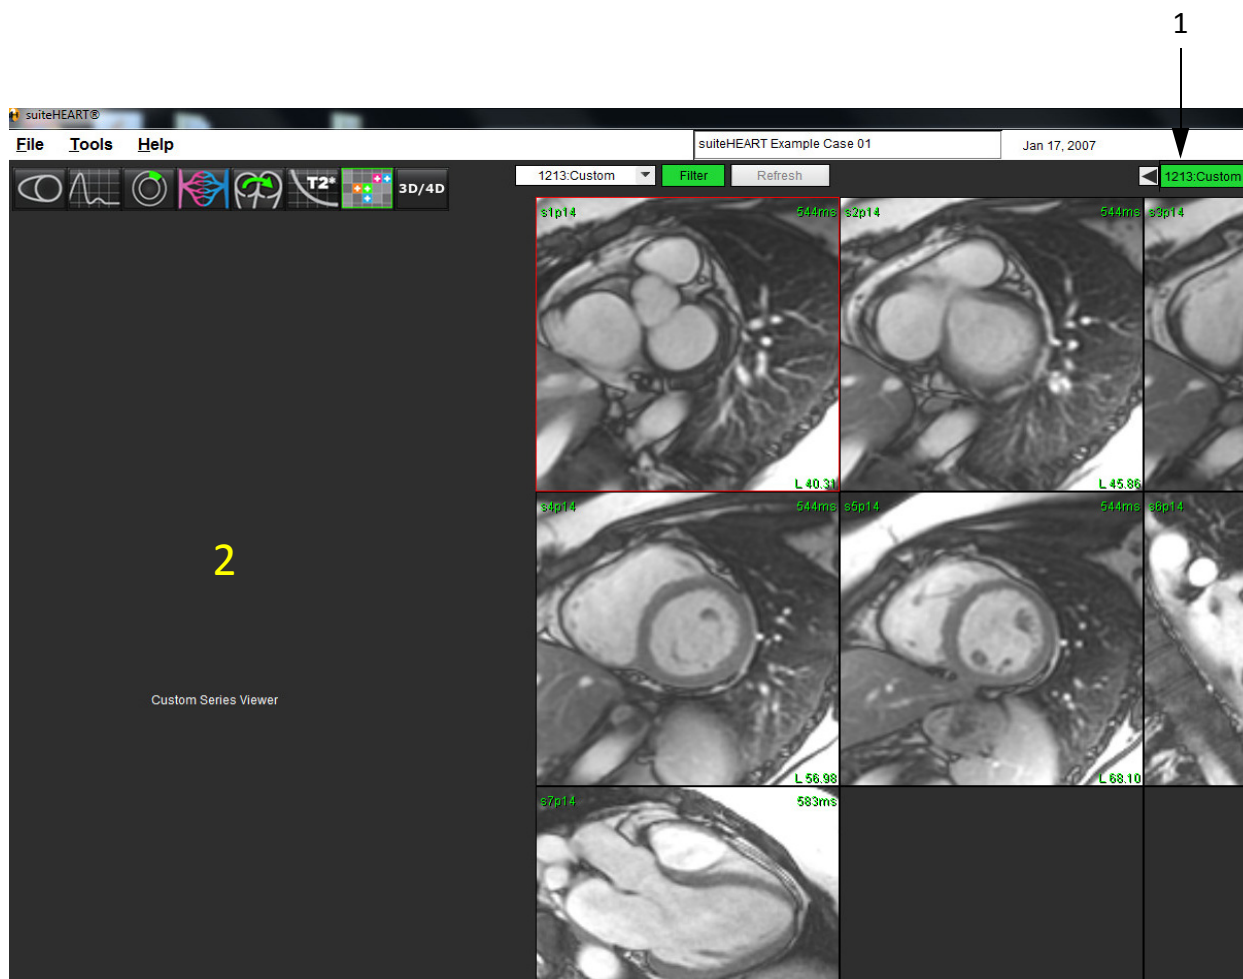 1
suiteHEART®
File Tools Help
suiteHEART Example Case 01
Jan 17, 2007
T2* 3D/4D
1213:Custom Filter Refresh
1213:Custom
s1p14 544ms s2p14 544ms s3p14
L 40.31 L 45.86
s4p14 544ms s5p14 544ms s6p14
2
Custom Series Viewer
L 56.98 L 68.10
s7p14 583ms